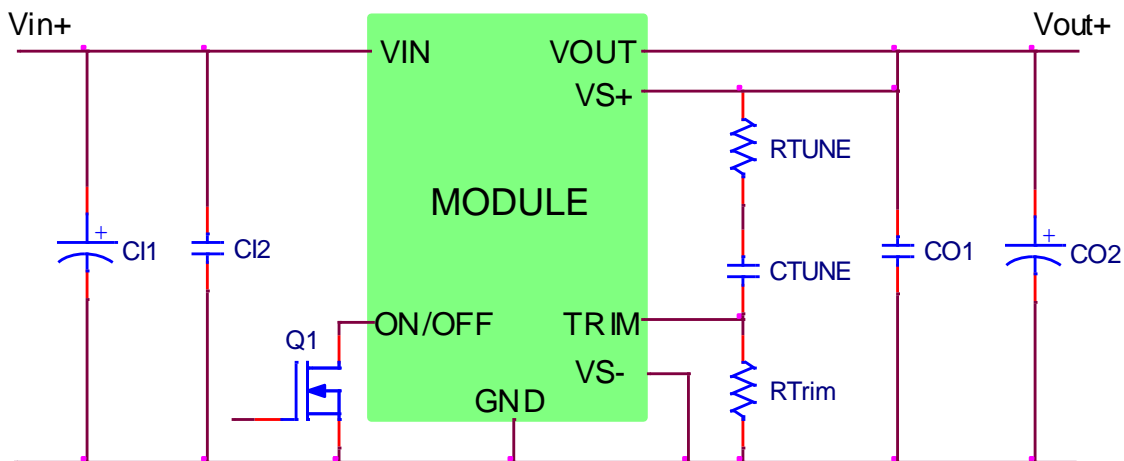 Vin+
Vout+
VIN
VOUT
VS+
RTUNE
MODULE
+
CI1
CI2
CTUNE
CO1
+
CO2
ON/OFF
TRIM
Q1
VS-
RTrim
GND